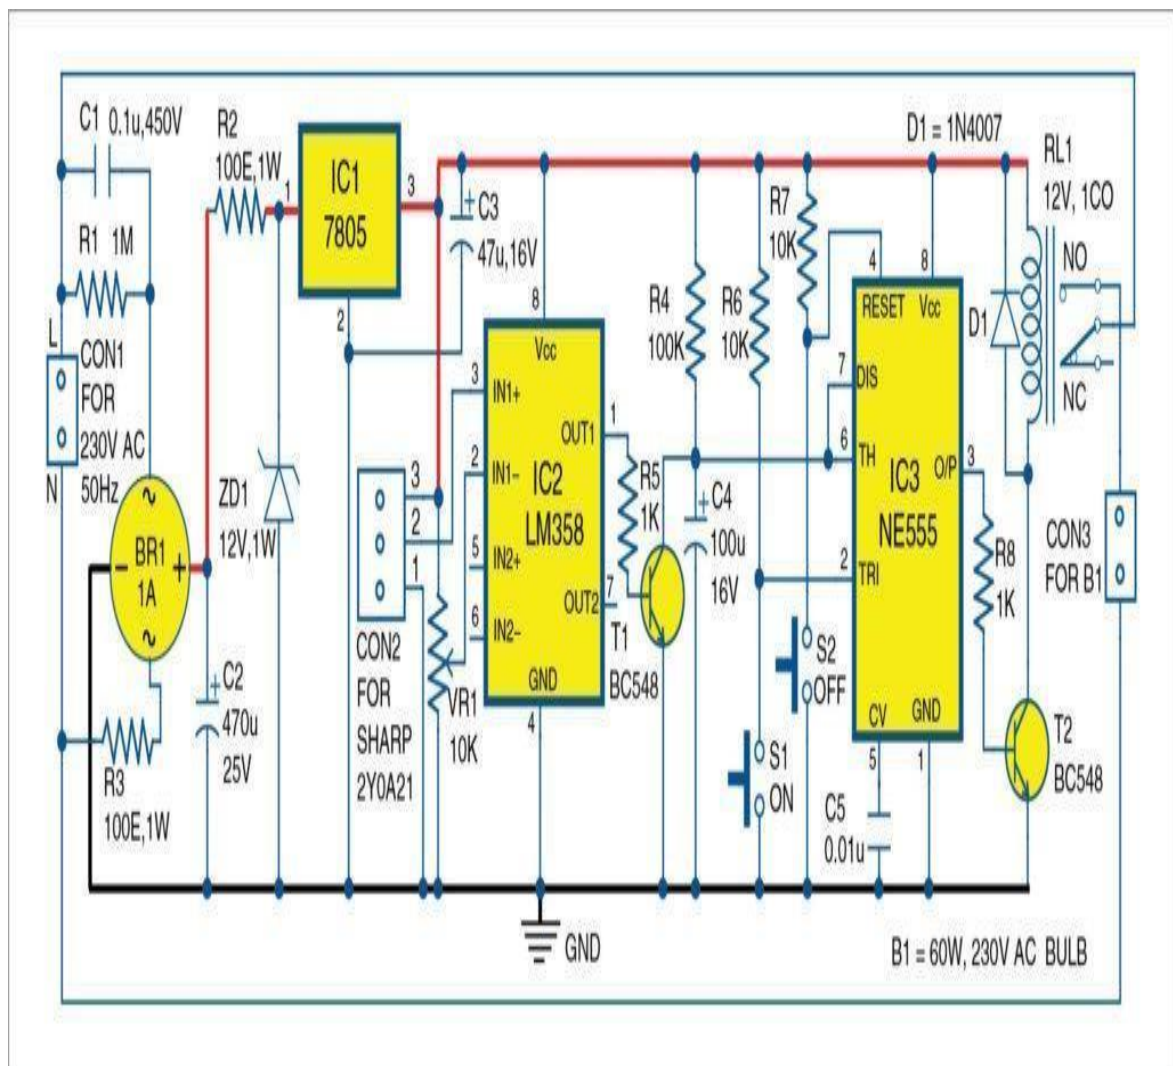 C1
0.1u,450V
R1 1M
L
CON1
FOR
230V AC
50Hz
N
BR1
1A
~
~
−
+
R3
100E,1W
C2
470u
25V
+
R2
100E,1W
1
IC1
7805
3
2
ZD1
12V,1W
+
C3
47u,16V
CON2
FOR
SHARP
2Y0A21
3
2
1
VR1
10K
8
Vcc
3
IN1+
2
IN1−
5
IN2+
6
IN2−
IC2
LM358
OUT1
1
OUT2
7
GND
4
R5
1K
T1
BC548
R4
100K
+
C4
100u
16V
R6
10K
R7
10K
S1
ON
S2
OFF
4
RESET
8
Vcc
7
DIS
6
TH
2
TRI
IC3
NE555
O/P
3
CV
5
GND
1
C5
0.01u
R8
1K
T2
BC548
D1 = 1N4007
D1
RL1
12V, 1CO
NO
NC
CON3
FOR B1
GND
B1 = 60W, 230V AC BULB